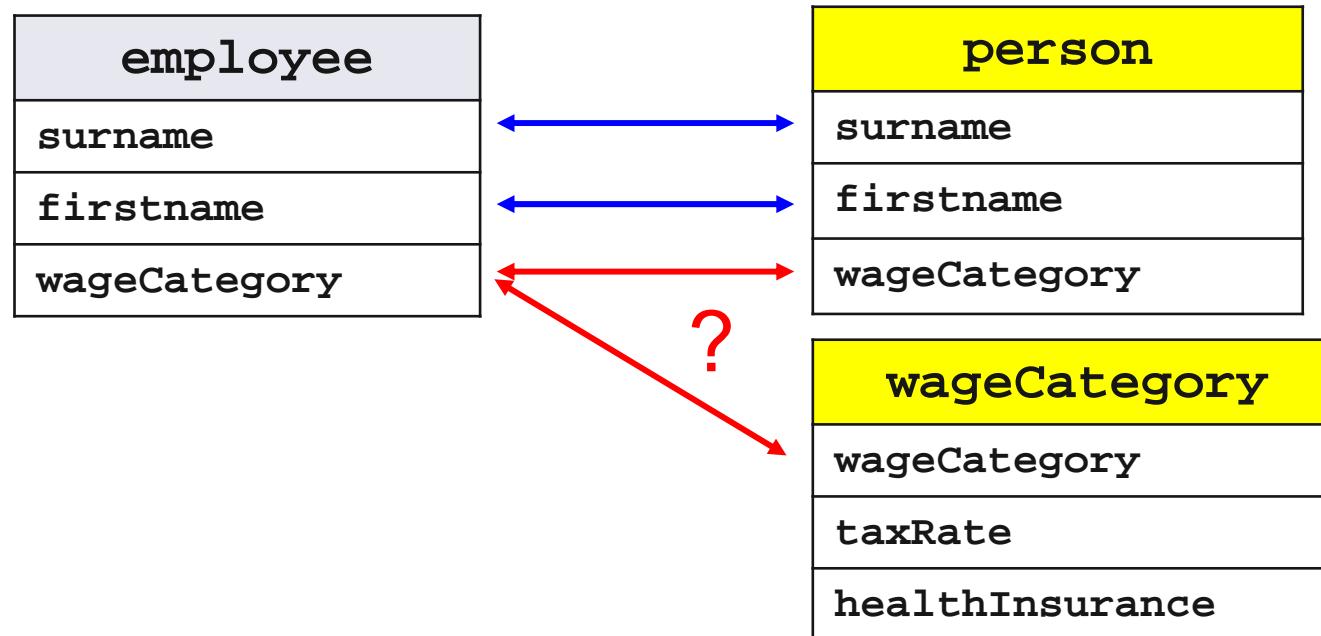 employee
surname
firstname
wageCategory
person
surname
firstname
wageCategory
?
wageCategory
wageCategory
taxRate
healthInsurance